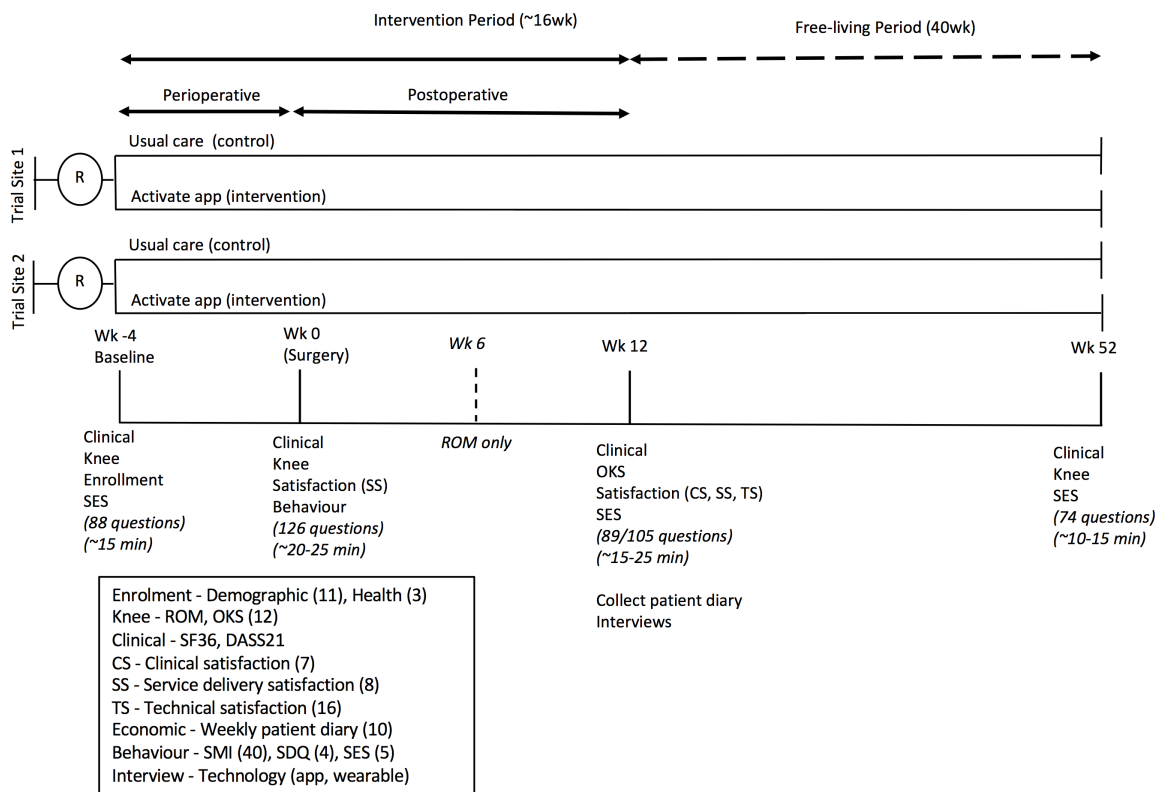 Intervention Period (~16wk)
Free-living Period (40wk)
Perioperative
Postoperative
Trial Site 1
R
Usual care (control)
Activate app (intervention)
Trial Site 2
R
Usual care (control)
Activate app (intervention)
Wk -4
Baseline
Wk 0
(Surgery)
Wk 6
Wk 12
Wk 52
Clinical
Knee
Enrollment
SES
(88 questions)
(~15 min)
Clinical
Knee
Satisfaction (SS)
Behaviour
(126 questions)
(~20-25 min)
ROM only
Clinical
OKS
Satisfaction (CS, SS, TS)
SES
(89/105 questions)
(~15-25 min)
Collect patient diary
Interviews
Clinical
Knee
SES
(74 questions)
(~10-15 min)
Enrolment - Demographic (11), Health (3)
Knee - ROM, OKS (12)
Clinical - SF36, DASS21
CS - Clinical satisfaction (7)
SS - Service delivery satisfaction (8)
TS - Technical satisfaction (16)
Economic - Weekly patient diary (10)
Behaviour - SMI (40), SDQ (4), SES (5)
Interview - Technology (app, wearable)